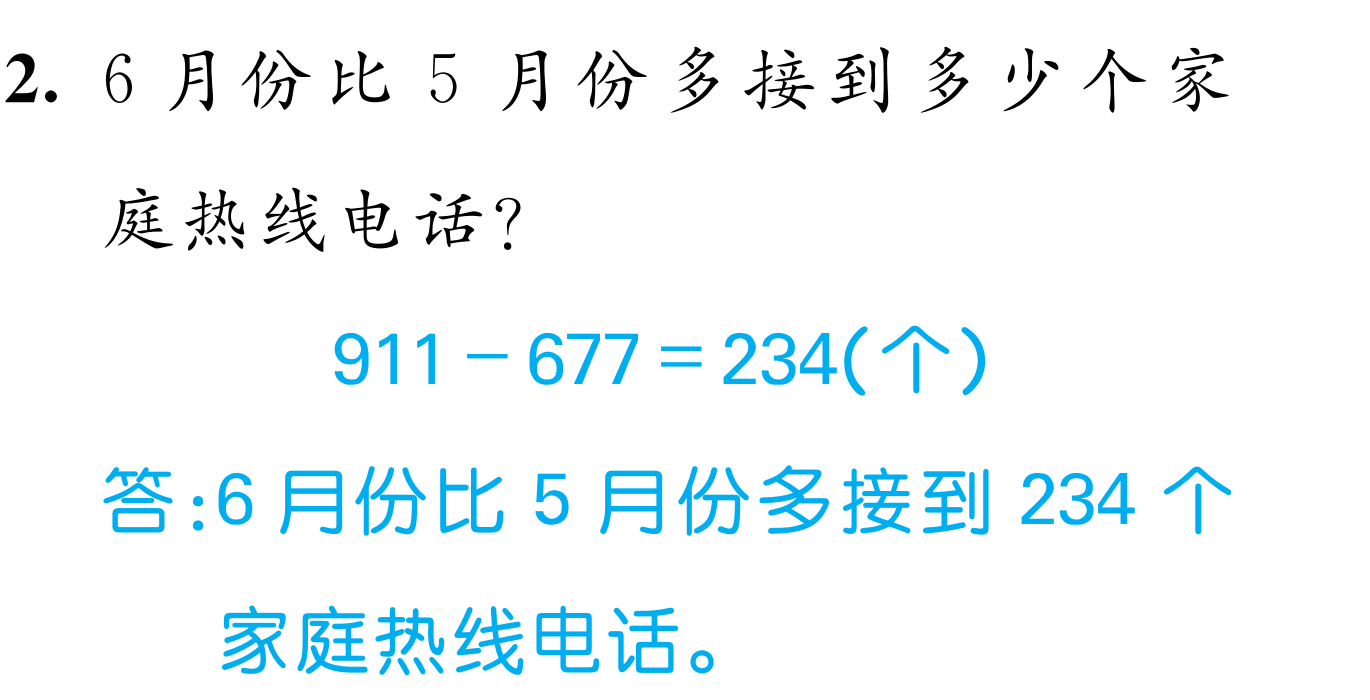 2. 6 月份比 5 月份多接到多少个家
庭热线电话?
911－677＝234(个)
答:6 月份比 5 月份多接到 234 个
家庭热线电话。